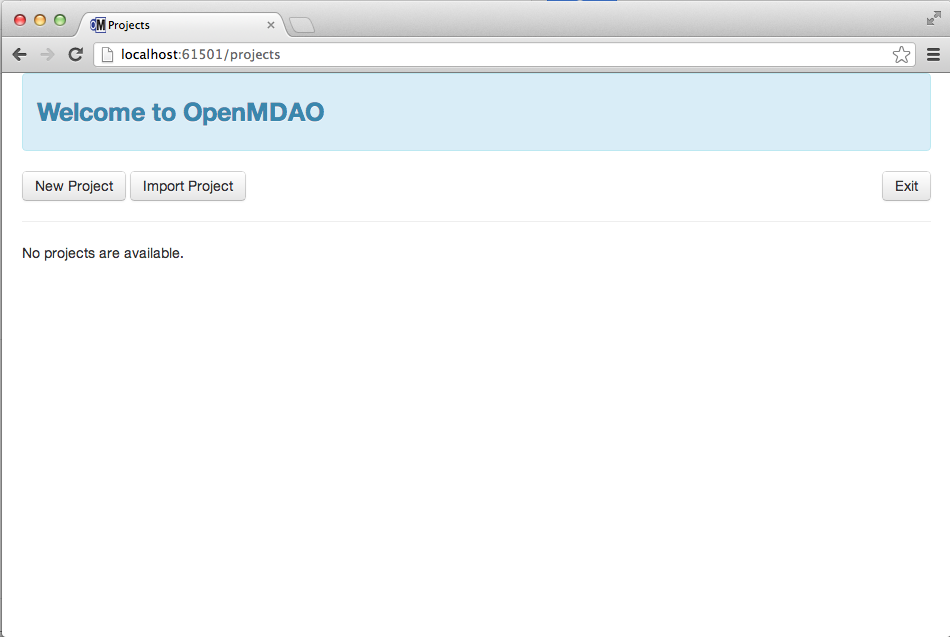 OM Projects
localhost:61501/projects
Welcome to OpenMDAO
New Project Import Project Exit
No projects are available.